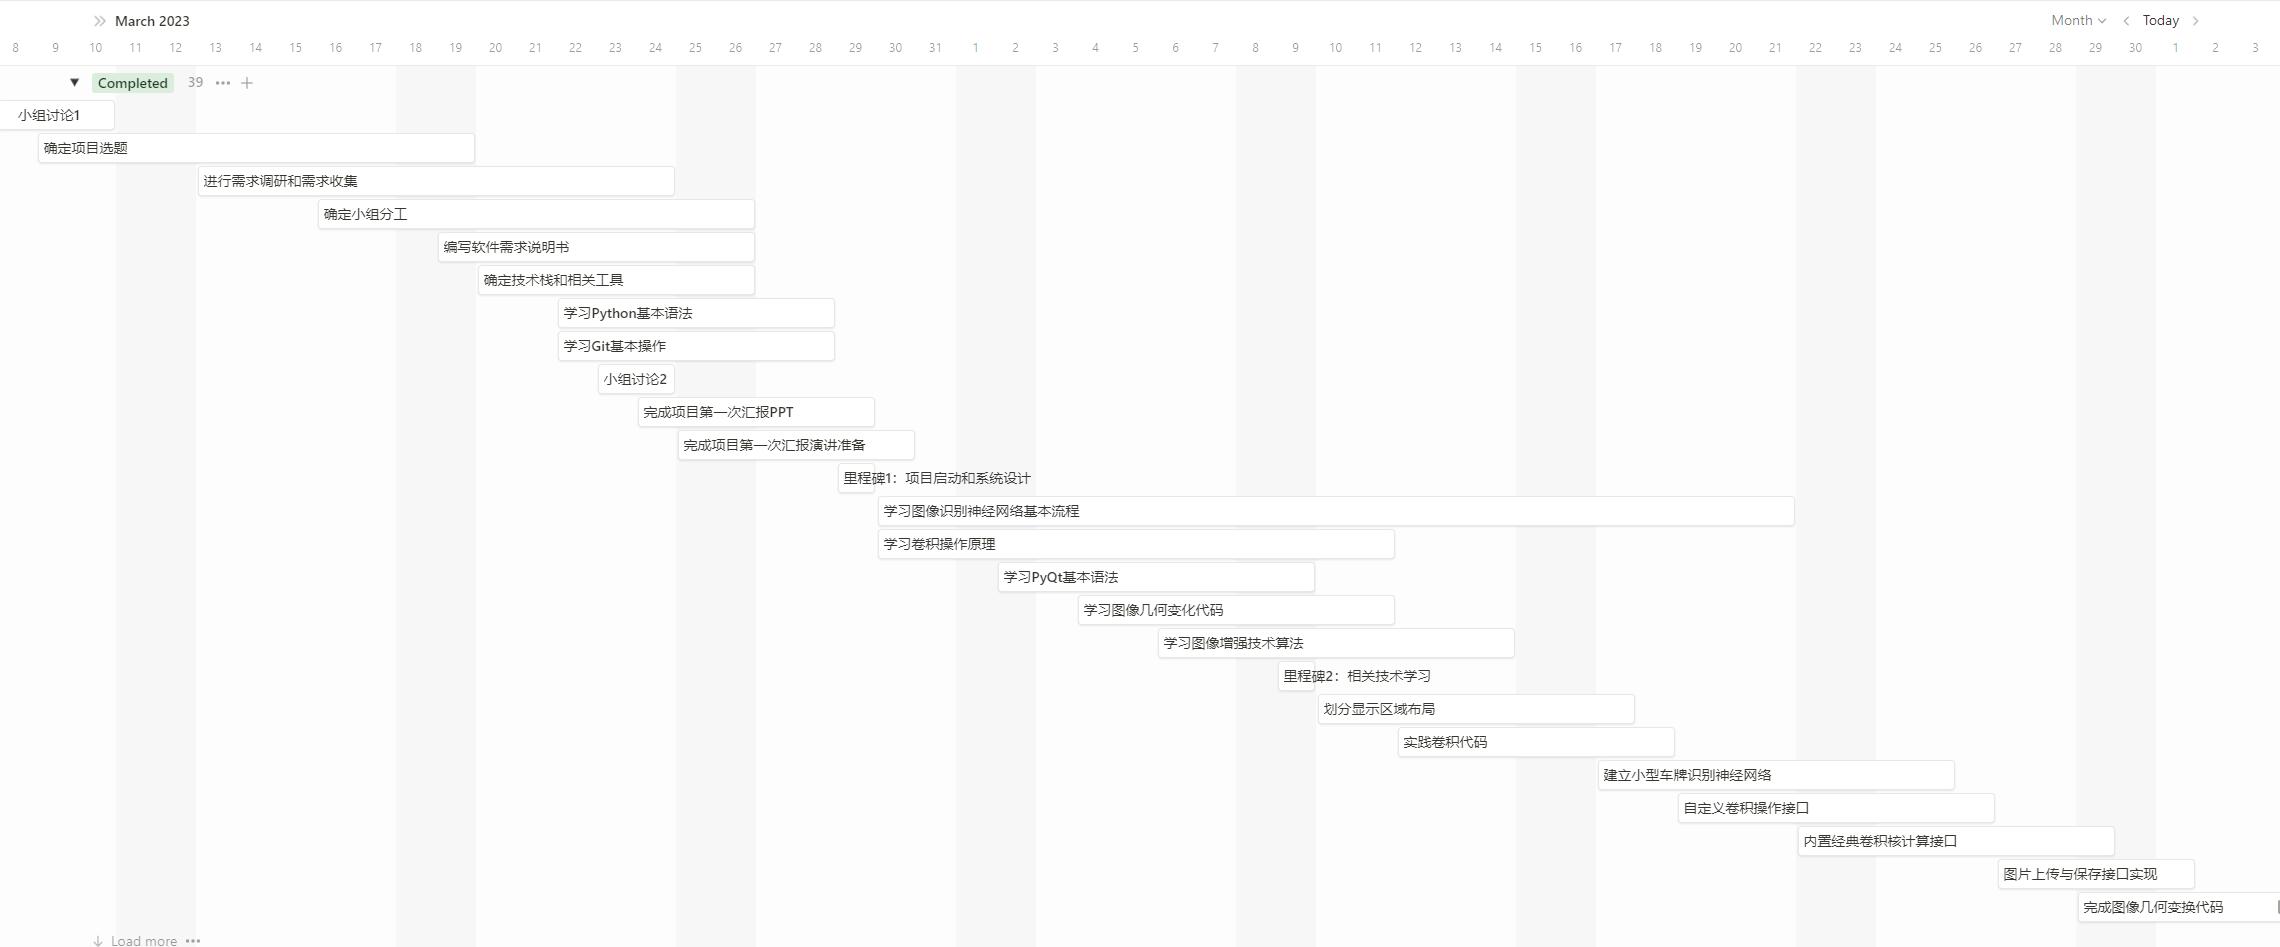 March 2023
Month Today
8 9 10 11 12 13 14 15 16 17 18 19 20 21 22 23 24 25 26 27 28 29 30 31 1 2 3 4 5 6 7 8 9 10 11 12 13 14 15 16 17 18 19 20 21 22 23 24 25 26 27 28 29 30 1 2 3
Completed 39
小组讨论1
确定项目选题
进行需求调研和需求收集
确定小组分工
编写软件需求说明书
确定技术栈和相关工具
学习Python基本语法
学习Git基本操作
小组讨论2
完成项目第一次汇报PPT
完成项目第一次汇报演讲准备
里程碑1：项目启动和系统设计
学习图像识别神经网络基本流程
学习卷积操作原理
学习PyQt基本语法
学习图像几何变化代码
学习图像增强技术算法
里程碑2：相关技术学习
划分显示区域布局
实践卷积代码
建立小型车牌识别神经网络
自定义卷积操作接口
内置经典卷积核计算接口
图片上传与保存接口实现
完成图像几何变换代码
Load more